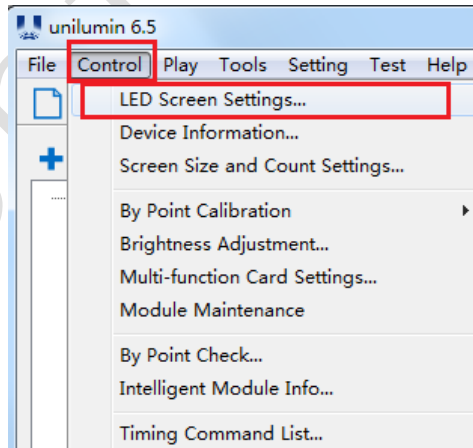 unilumin 6.5
File Control Play Tools Setting Test Help
LED Screen Settings...
Device Information...
Screen Size and Count Settings...
By Point Calibration
Brightness Adjustment...
Multi-function Card Settings...
Module Maintenance
By Point Check...
Intelligent Module Info...
Timing Command List...